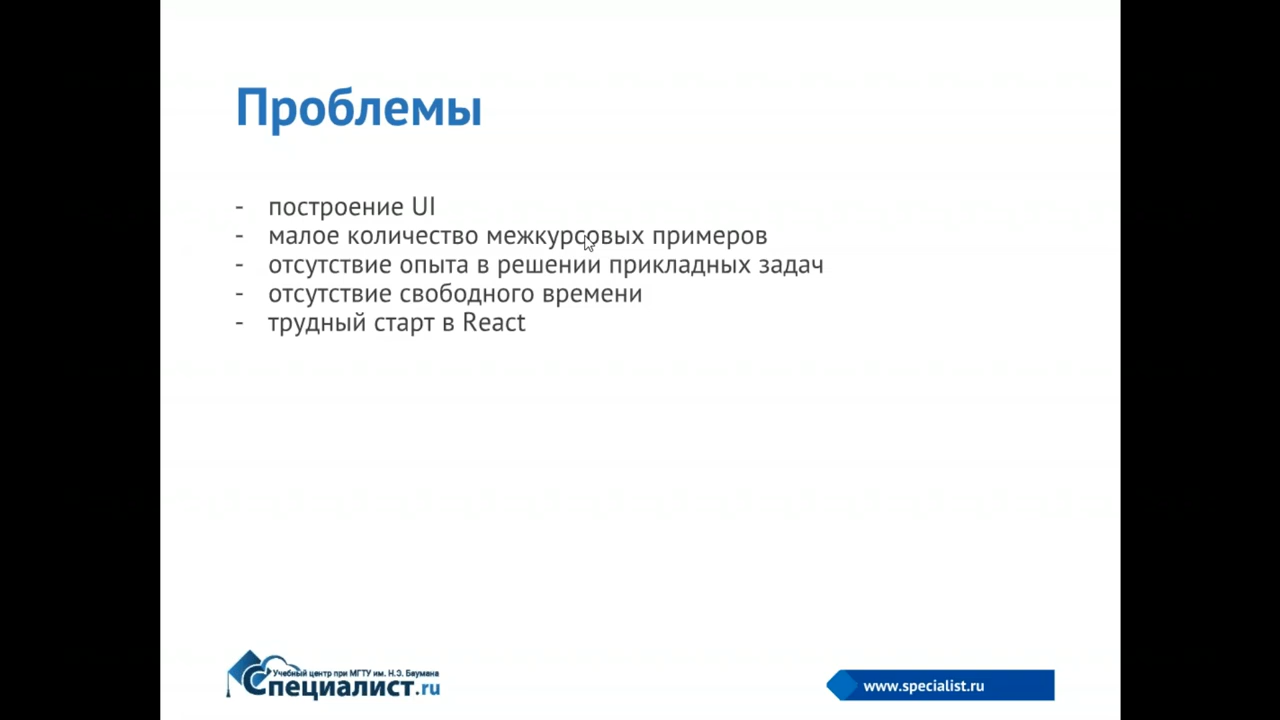 Проблемы
- построение UI
- малое количество межкурсовых примеров
- отсутствие опыта в решении прикладных задач
- отсутствие свободного времени
- трудный старт в React
Учебный центр при МГТУ им. Н.Э. Баумана
Специалист.ru
www.specialist.ru